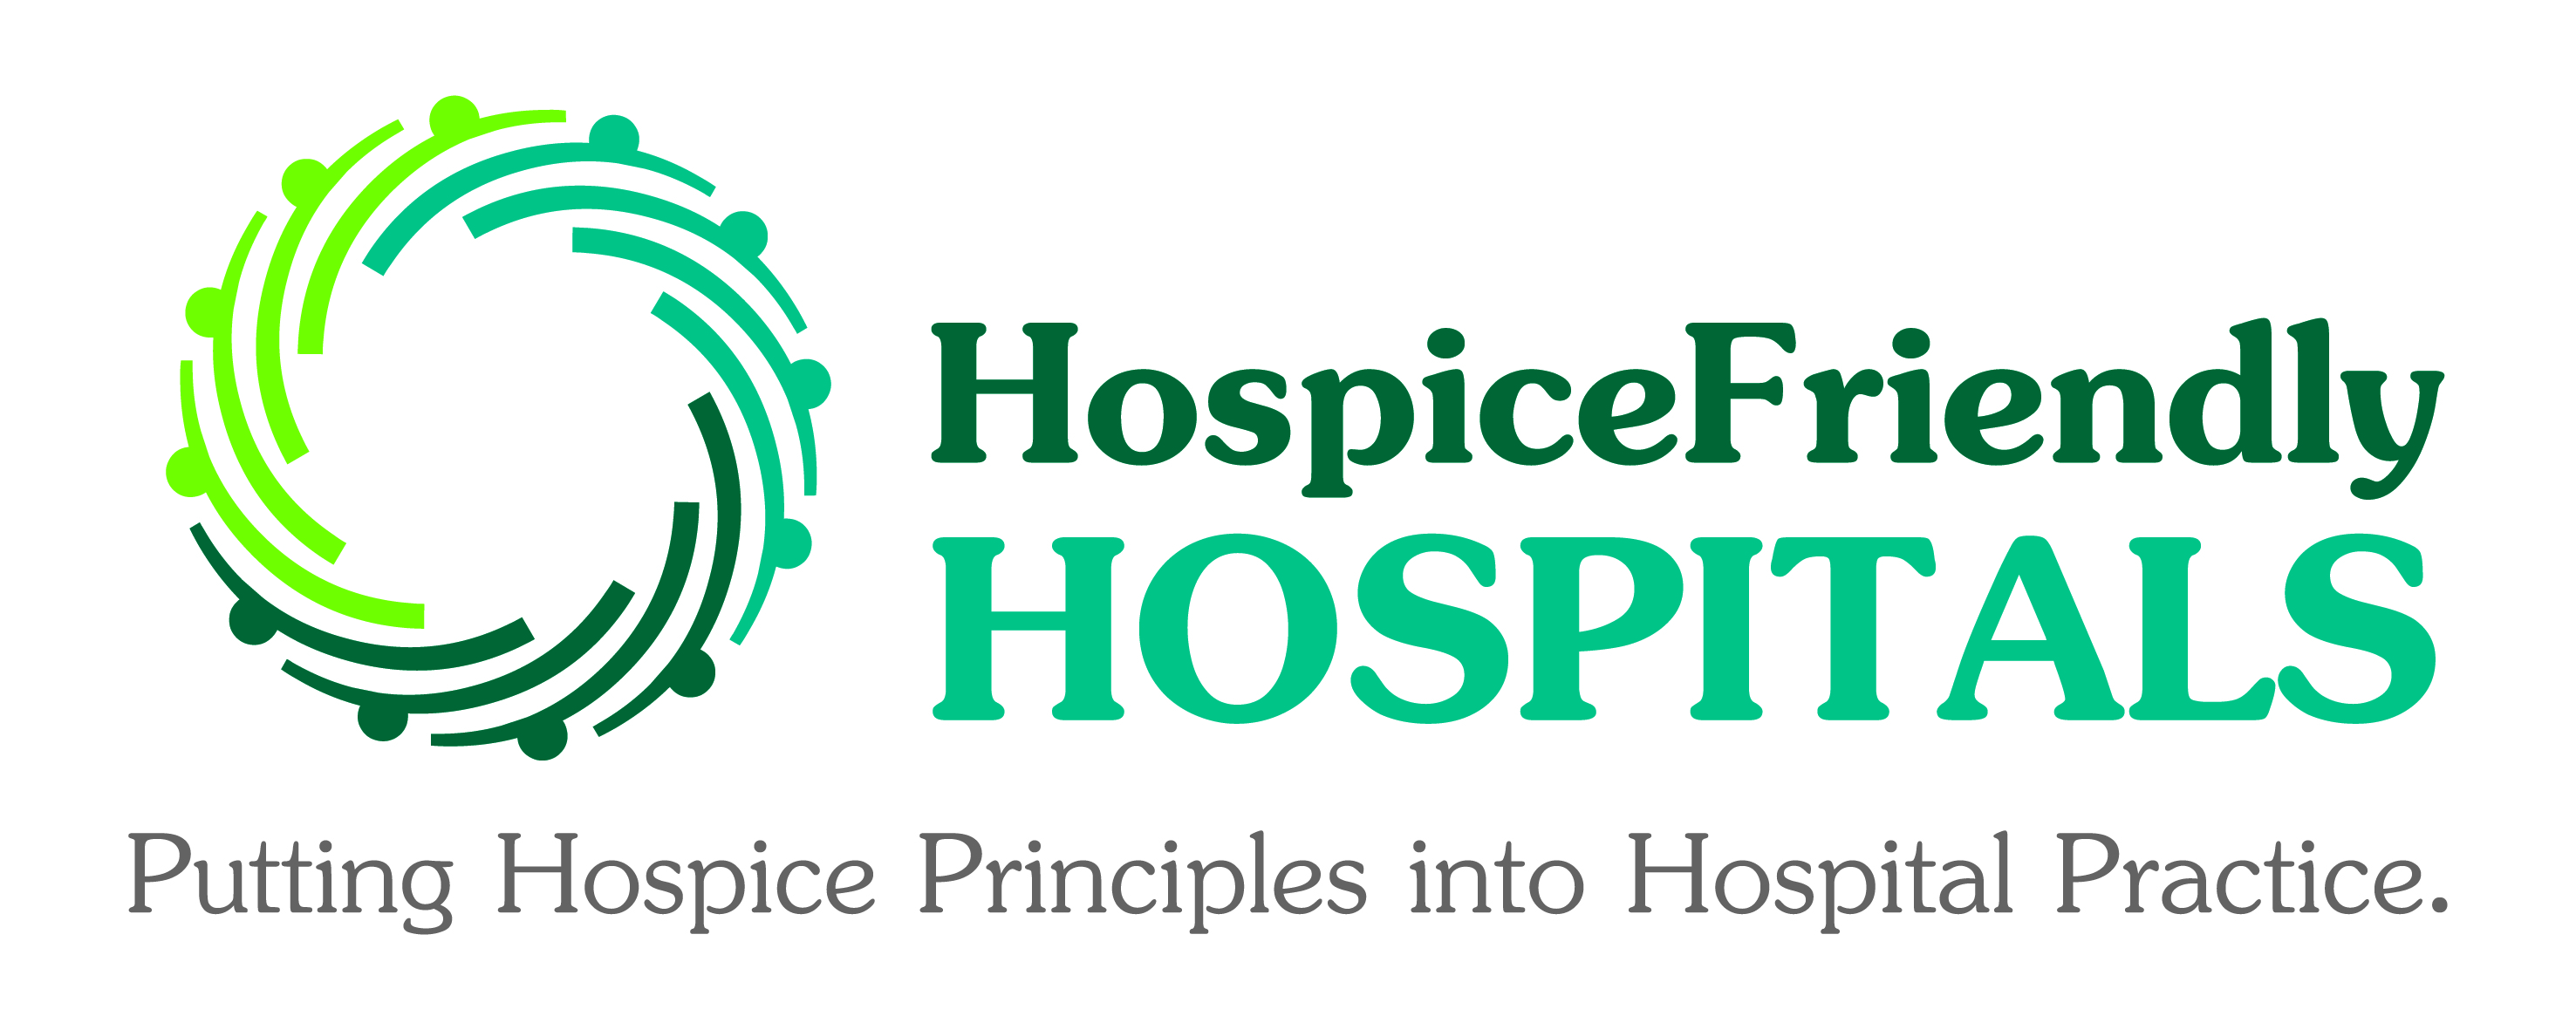 HospiceFriendly
HOSPITALS
Putting Hospice Principles into Hospital Practice.